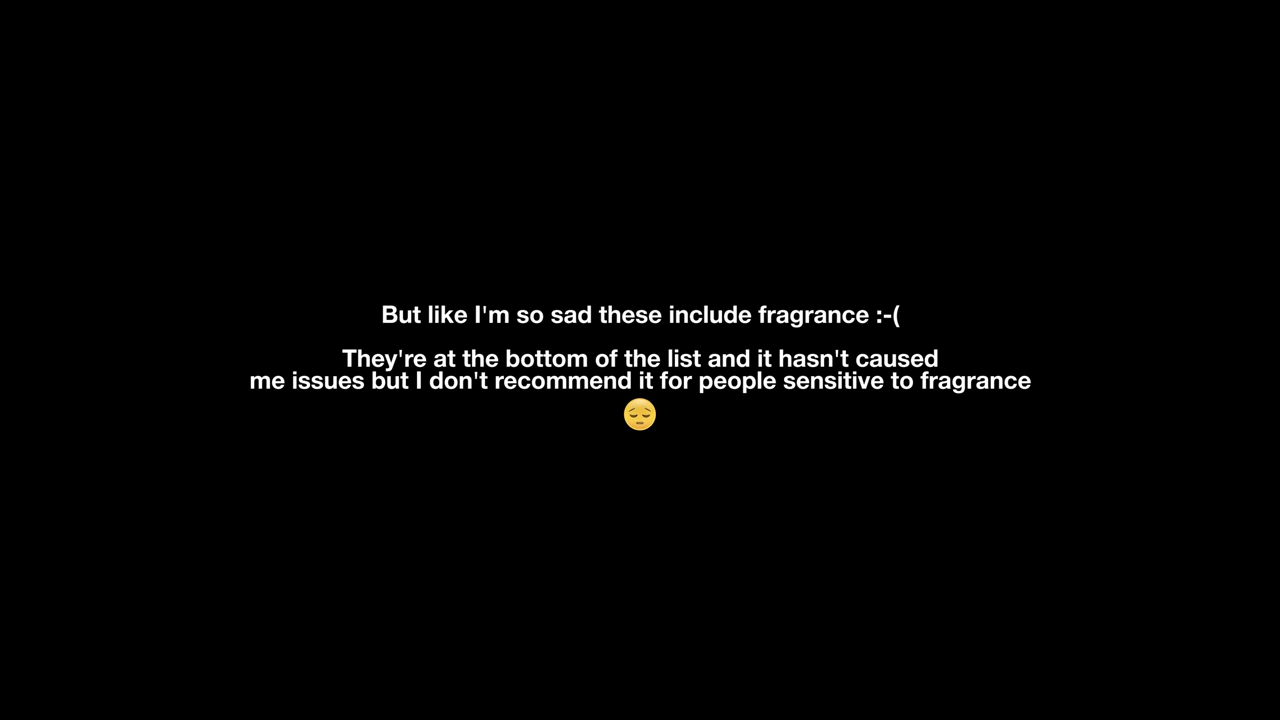 But like I'm so sad these include fragrance :-(
They're at the bottom of the list and it hasn't caused
me issues but I don't recommend it for people sensitive to fragrance
😔